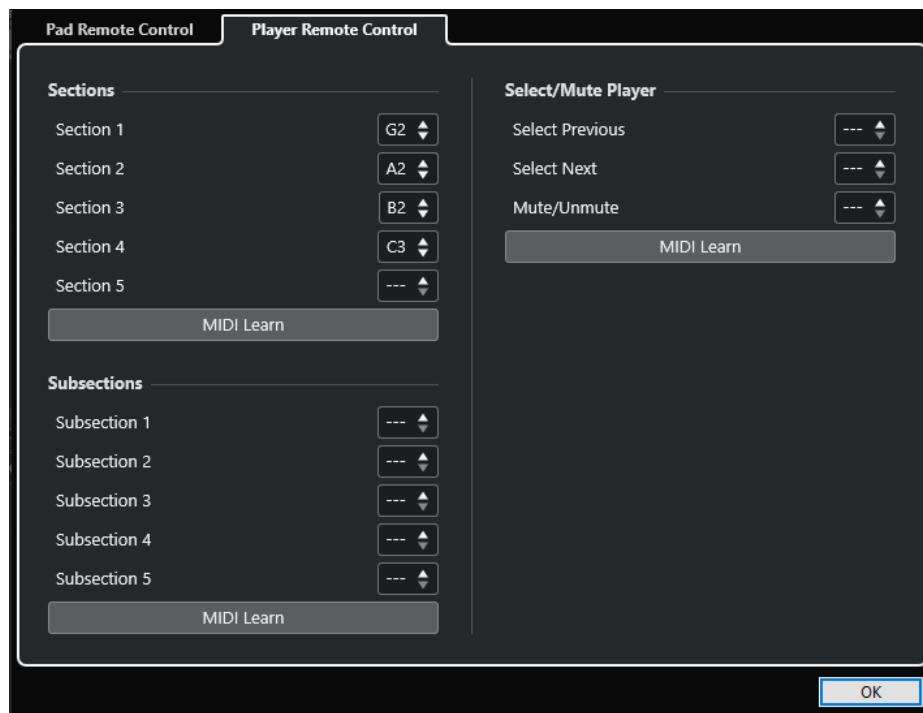 Pad Remote Control
Player Remote Control
Sections
Section 1 G2
Section 2 A2
Section 3 B2
Section 4 C3
Section 5 ---
MIDI Learn
Subsections
Subsection 1 ---
Subsection 2 ---
Subsection 3 ---
Subsection 4 ---
Subsection 5 ---
MIDI Learn
Select/Mute Player
Select Previous ---
Select Next ---
Mute/Unmute ---
MIDI Learn
OK